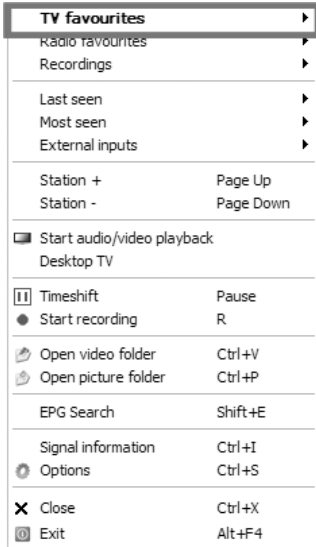 TV favourites
Radio favourites
Recordings
Last seen
Most seen
External inputs
Station + Page Up
Station - Page Down
Start audio/video playback
Desktop TV
Timeshift Pause
Start recording R
Open video folder Ctrl+V
Open picture folder Ctrl+P
EPG Search Shift+E
Signal information Ctrl+I
Options Ctrl+S
Close Ctrl+X
Exit Alt+F4